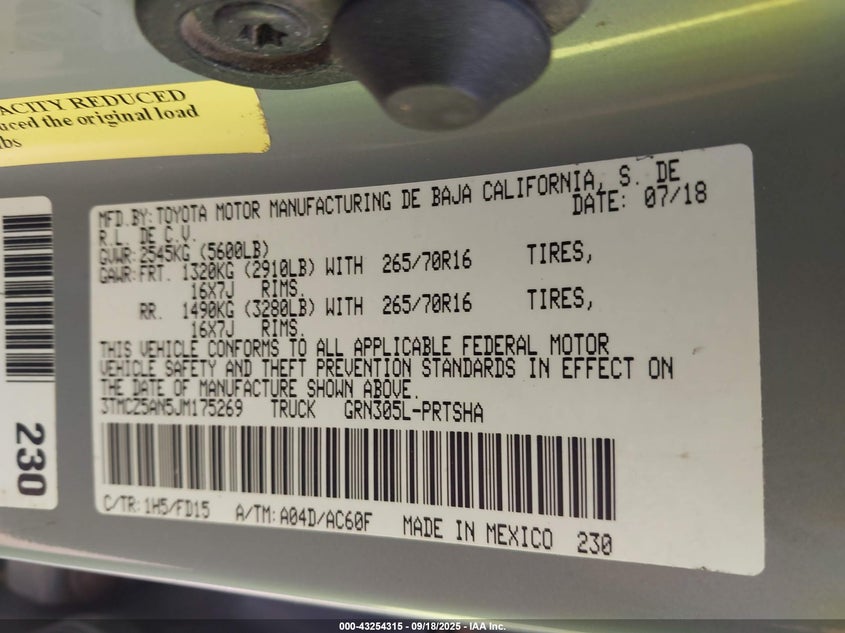 ACITY REDUCED
uced the original load
lbs
MFD.BY:TOYOTA MOTOR MANUFACTURING DE BAJA CALIFORNIA, S. DE
R.L. DE C.V. DATE: 07/18
GVWR:2545KG (5600LB)
GAWR:FRT. 1320KG (2910LB) WITH 265/70R16 TIRES,
16X7J RIMS.
RR. 1490KG (3280LB) WITH 265/70R16 TIRES,
16X7J RIMS.
THIS VEHICLE CONFORMS TO ALL APPLICABLE FEDERAL MOTOR
VEHICLE SAFETY AND THEFT PREVENTION STANDARDS IN EFFECT ON
THE DATE OF MANUFACTURE SHOWN ABOVE.
3TMCZ5AN5JM175269 TRUCK GRN305L-PRTSHA
C/TR:1H5/FD15 A/TM:A04D/AC60F MADE IN MEXICO 230
230
000-43254315 - 09/18/2025 - IAA Inc.